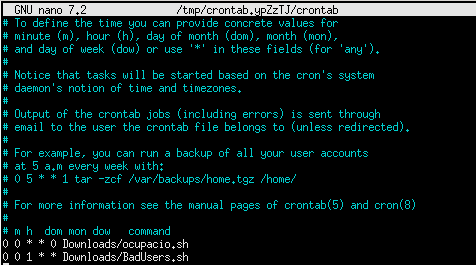 GNU nano 7.2 /tmp/crontab.ypZzTJ/crontab
# To define the time you can provide concrete values for
# minute (m), hour (h), day of month (dom), month (mon),
# and day of week (dow) or use '*' in these fields (for 'any').
#
# Notice that tasks will be started based on the cron's system
# daemon's notion of time and timezones.
#
# Output of the crontab jobs (including errors) is sent through
# email to the user the crontab file belongs to (unless redirected).
#
# For example, you can run a backup of all your user accounts
# at 5 a.m every week with:
# 0 5 * * 1 tar -zcf /var/backups/home.tgz /home/
#
# For more information see the manual pages of crontab(5) and cron(8)
#
# m h  dom mon dow   command
0 0 * * 0 Downloads/ocupacio.sh
0 0 1 * * Downloads/BadUsers.sh